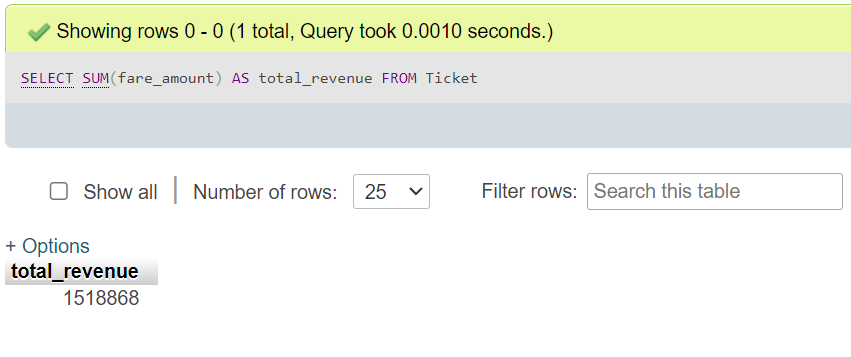 Showing rows 0 - 0 (1 total, Query took 0.0010 seconds.)
SELECT SUM(fare_amount) AS total_revenue FROM Ticket
Show all | Number of rows: 25 Filter rows: Search this table
+ Options
total_revenue
1518868